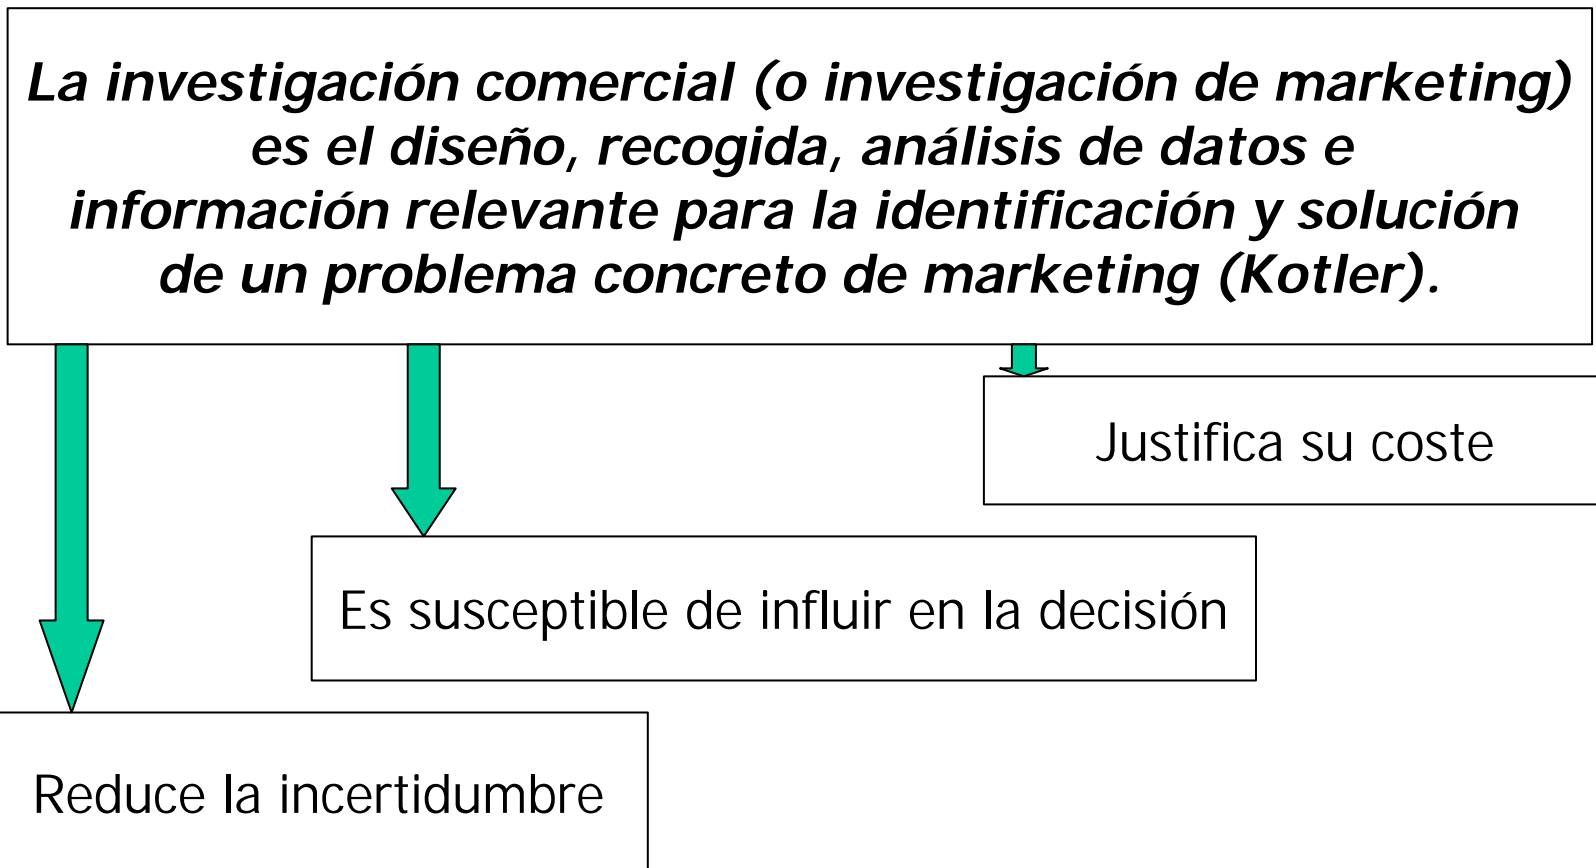 La investigación comercial (o investigación de marketing)
es el diseño, recogida, análisis de datos e
información relevante para la identificación y solución
de un problema concreto de marketing (Kotler).
Justifica su coste
Es susceptible de influir en la decisión
Reduce la incertidumbre